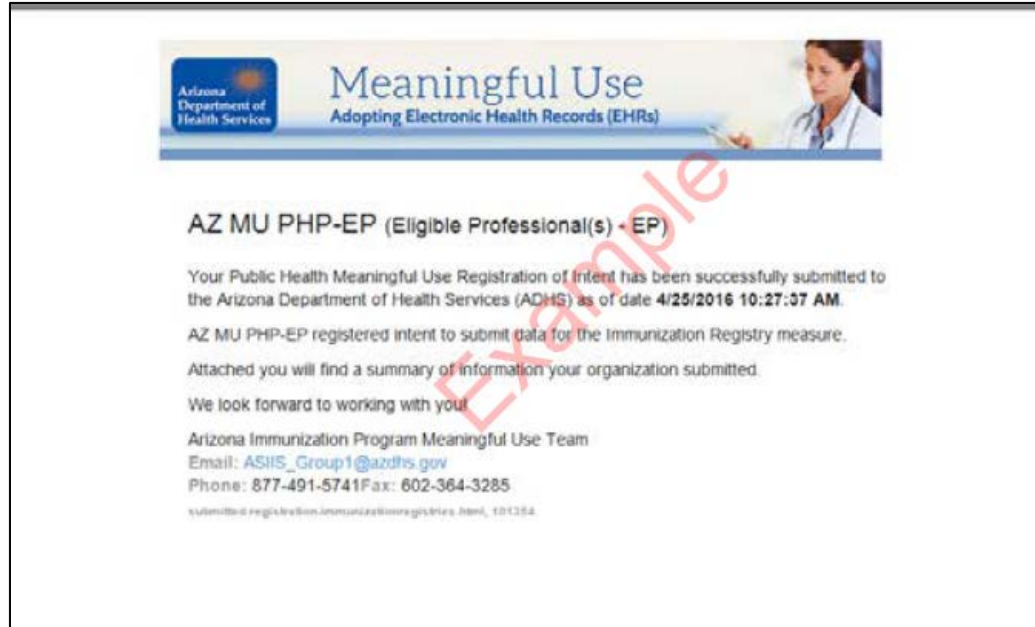 Arizona
Department of
Health Services
Meaningful Use
Adopting Electronic Health Records (EHRs)
AZ MU PHP-EP (Eligible Professional(s) - EP)
Your Public Health Meaningful Use Registration of Intent has been successfully submitted to
the Arizona Department of Health Services (ADHS) as of date 4/25/2016 10:27:37 AM.
AZ MU PHP-EP registered intent to submit data for the Immunization Registry measure.
Attached you will find a summary of information your organization submitted.
We look forward to working with you!
Arizona Immunization Program Meaningful Use Team
Email: ASIIS_Group1@azdhs.gov
Phone: 877-491-5741Fax: 602-364-3285
submitted.registration.immunizationregistries.html,
Example